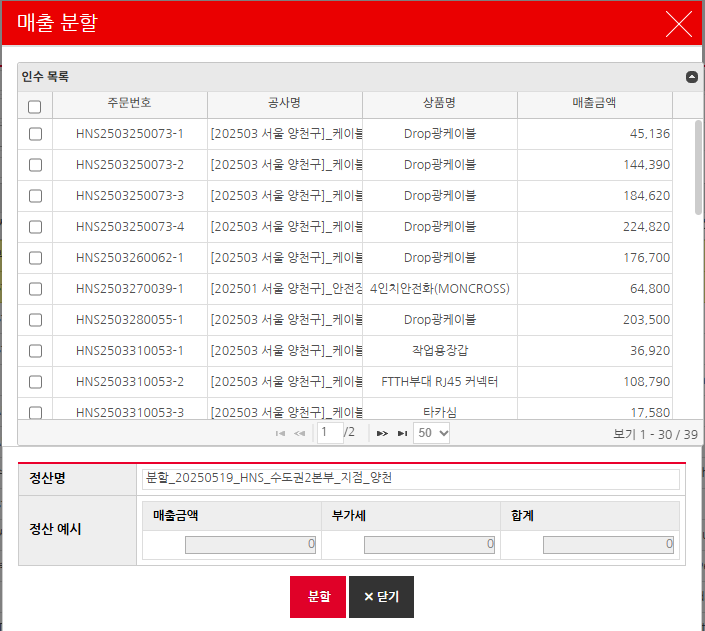 매출 분할
인수 목록
주문번호 공사명 상품명 매출금액
HNS2503250073-1 [202503 서울 양천구]_케이블 Drop광케이블 45,136
HNS2503250073-2 [202503 서울 양천구]_케이블 Drop광케이블 144,390
HNS2503250073-3 [202503 서울 양천구]_케이블 Drop광케이블 184,620
HNS2503250073-4 [202503 서울 양천구]_케이블 Drop광케이블 224,820
HNS2503260062-1 [202503 서울 양천구]_케이블 Drop광케이블 176,700
HNS2503270039-1 [202501 서울 양천구]_안전장 4인치안전화(MONCROSS) 64,800
HNS2503280055-1 [202503 서울 양천구]_케이블 Drop광케이블 203,500
HNS2503310053-1 [202503 서울 양천구]_케이블 작업용장갑 36,920
HNS2503310053-2 [202503 서울 양천구]_케이블 FTTH부대 RJ45 커넥터 108,790
HNS2503310053-3 [202503 서울 양천구]_케이블 타카심 17,580
1 /2 50 보기 1 - 30 / 39
정산명 분할_20250519_HNS_수도권2본부_지점_양천
정산 예시 매출금액 부가세 합계
0 0 0
분할 × 닫기